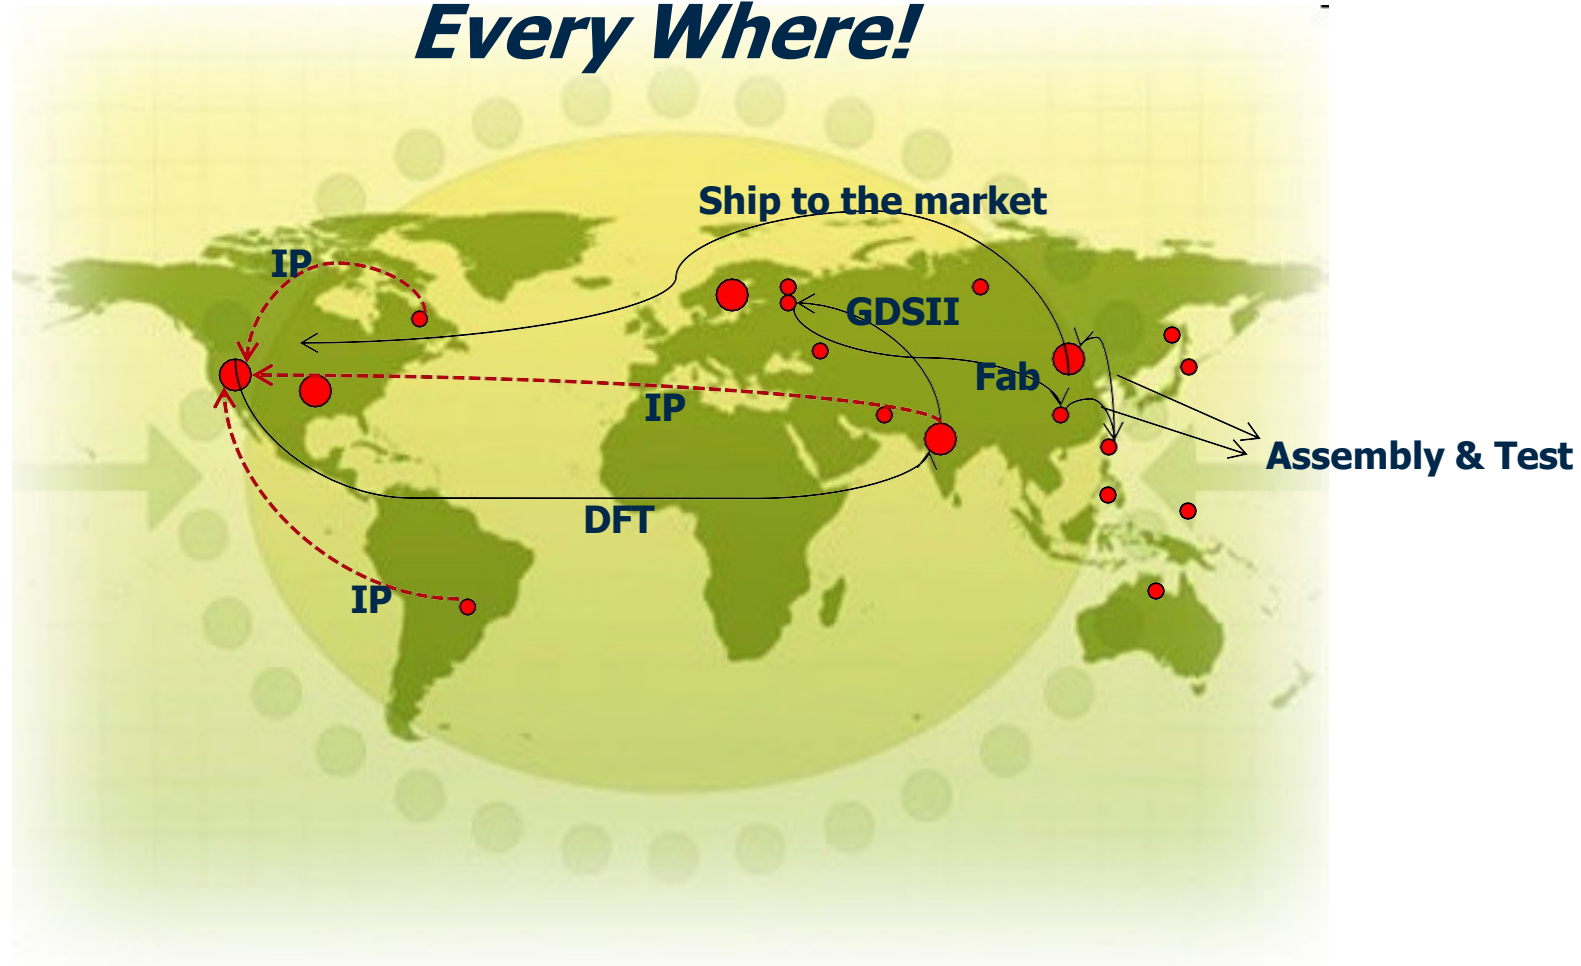 Every Where!
Ship to the market
IP
GDSII
Fab
IP
Assembly & Test
DFT
IP